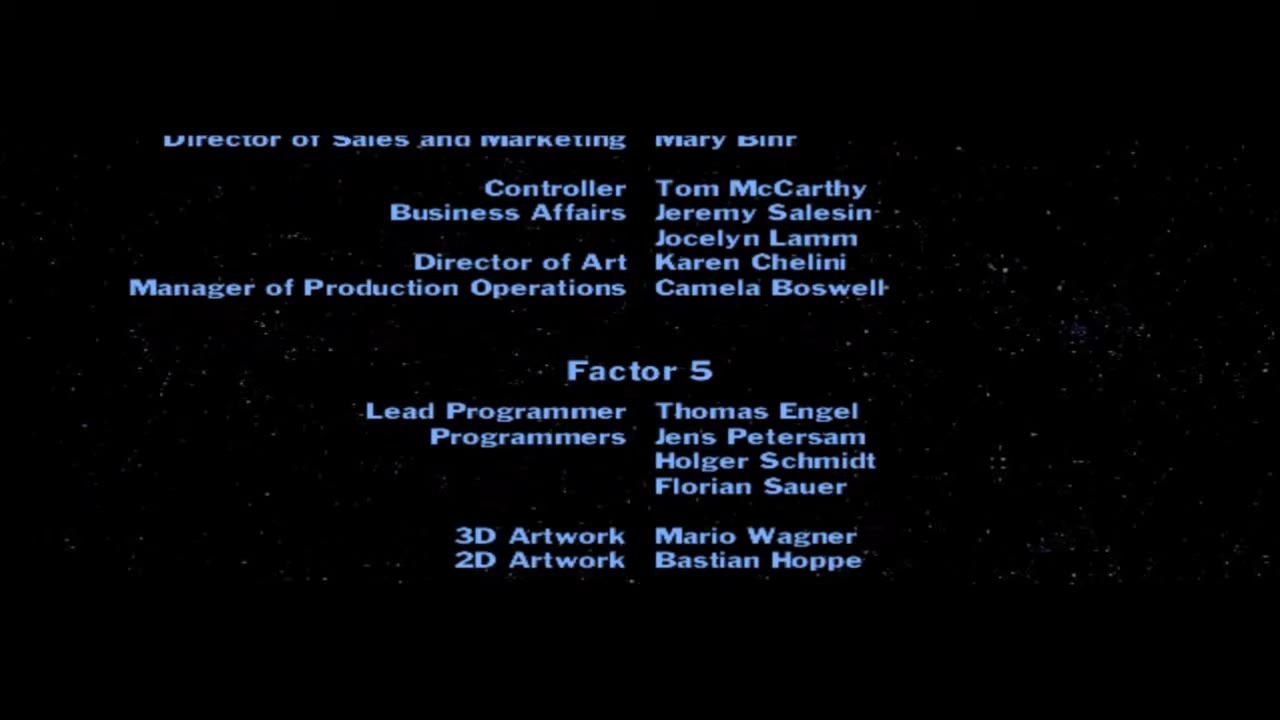 Director of Sales and Marketing Mary Bihr
Controller Tom McCarthy
Business Affairs Jeremy Salesin
Jocelyn Lamm
Director of Art Karen Chelini
Manager of Production Operations Camela Boswell
Factor 5
Lead Programmer Thomas Engel
Programmers Jens Petersam
Holger Schmidt
Florian Sauer
3D Artwork Mario Wagner
2D Artwork Bastian Hoppe